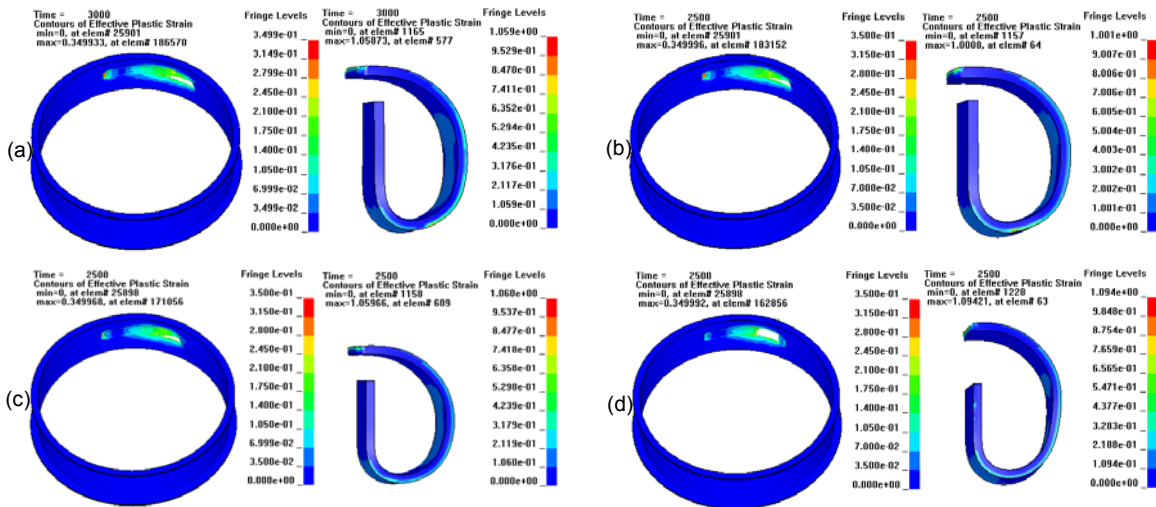 Time = 3000
Contours of Effective Plastic Strain
min=0, at elem# 25901
max=0.349933, at elem# 186570
Fringe Levels
3.499e-01
3.149e-01
2.799e-01
2.450e-01
2.100e-01
1.750e-01
1.400e-01
1.050e-01
6.999e-02
3.499e-02
0.000e+00
Time = 3000
Contours of Effective Plastic Strain
min=0, at elem# 1165
max=1.05873, at elem# 577
Fringe Levels
1.059e+00
9.529e-01
8.470e-01
7.411e-01
6.352e-01
5.294e-01
4.235e-01
3.176e-01
2.117e-01
1.059e-01
0.000e+00
(a)
Time = 2500
Contours of Effective Plastic Strain
min=0, at elem# 25901
max=0.349996, at elem# 183152
Fringe Levels
3.500e-01
3.150e-01
2.800e-01
2.450e-01
2.100e-01
1.750e-01
1.400e-01
1.050e-01
7.000e-02
3.500e-02
0.000e+00
Time = 2500
Contours of Effective Plastic Strain
min=0, at elem# 1157
max=1.0008, at elem# 64
Fringe Levels
1.001e+00
9.007e-01
8.006e-01
7.006e-01
6.005e-01
5.004e-01
4.003e-01
3.002e-01
2.002e-01
1.001e-01
0.000e+00
(b)
Time = 2500
Contours of Effective Plastic Strain
min=0, at elem# 25898
max=0.349968, at elem# 171056
Fringe Levels
3.500e-01
3.150e-01
2.800e-01
2.450e-01
2.100e-01
1.750e-01
1.400e-01
1.050e-01
6.999e-02
3.500e-02
0.000e+00
Time = 2500
Contours of Effective Plastic Strain
min=0, at elem# 1158
max=1.05966, at elem# 609
Fringe Levels
1.060e+00
9.537e-01
8.477e-01
7.418e-01
6.358e-01
5.298e-01
4.239e-01
3.179e-01
2.119e-01
1.060e-01
0.000e+00
(c)
Time = 2500
Contours of Effective Plastic Strain
min=0, at elem# 25898
max=0.349992, at elem# 162856
Fringe Levels
3.500e-01
3.150e-01
2.800e-01
2.450e-01
2.100e-01
1.750e-01
1.400e-01
1.050e-01
7.000e-02
3.500e-02
0.000e+00
Time = 2500
Contours of Effective Plastic Strain
min=0, at elem# 1228
max=1.09421, at elem# 63
Fringe Levels
1.094e+00
9.848e-01
8.754e-01
7.659e-01
6.565e-01
5.471e-01
4.377e-01
3.283e-01
2.188e-01
1.094e-01
0.000e+00
(d)